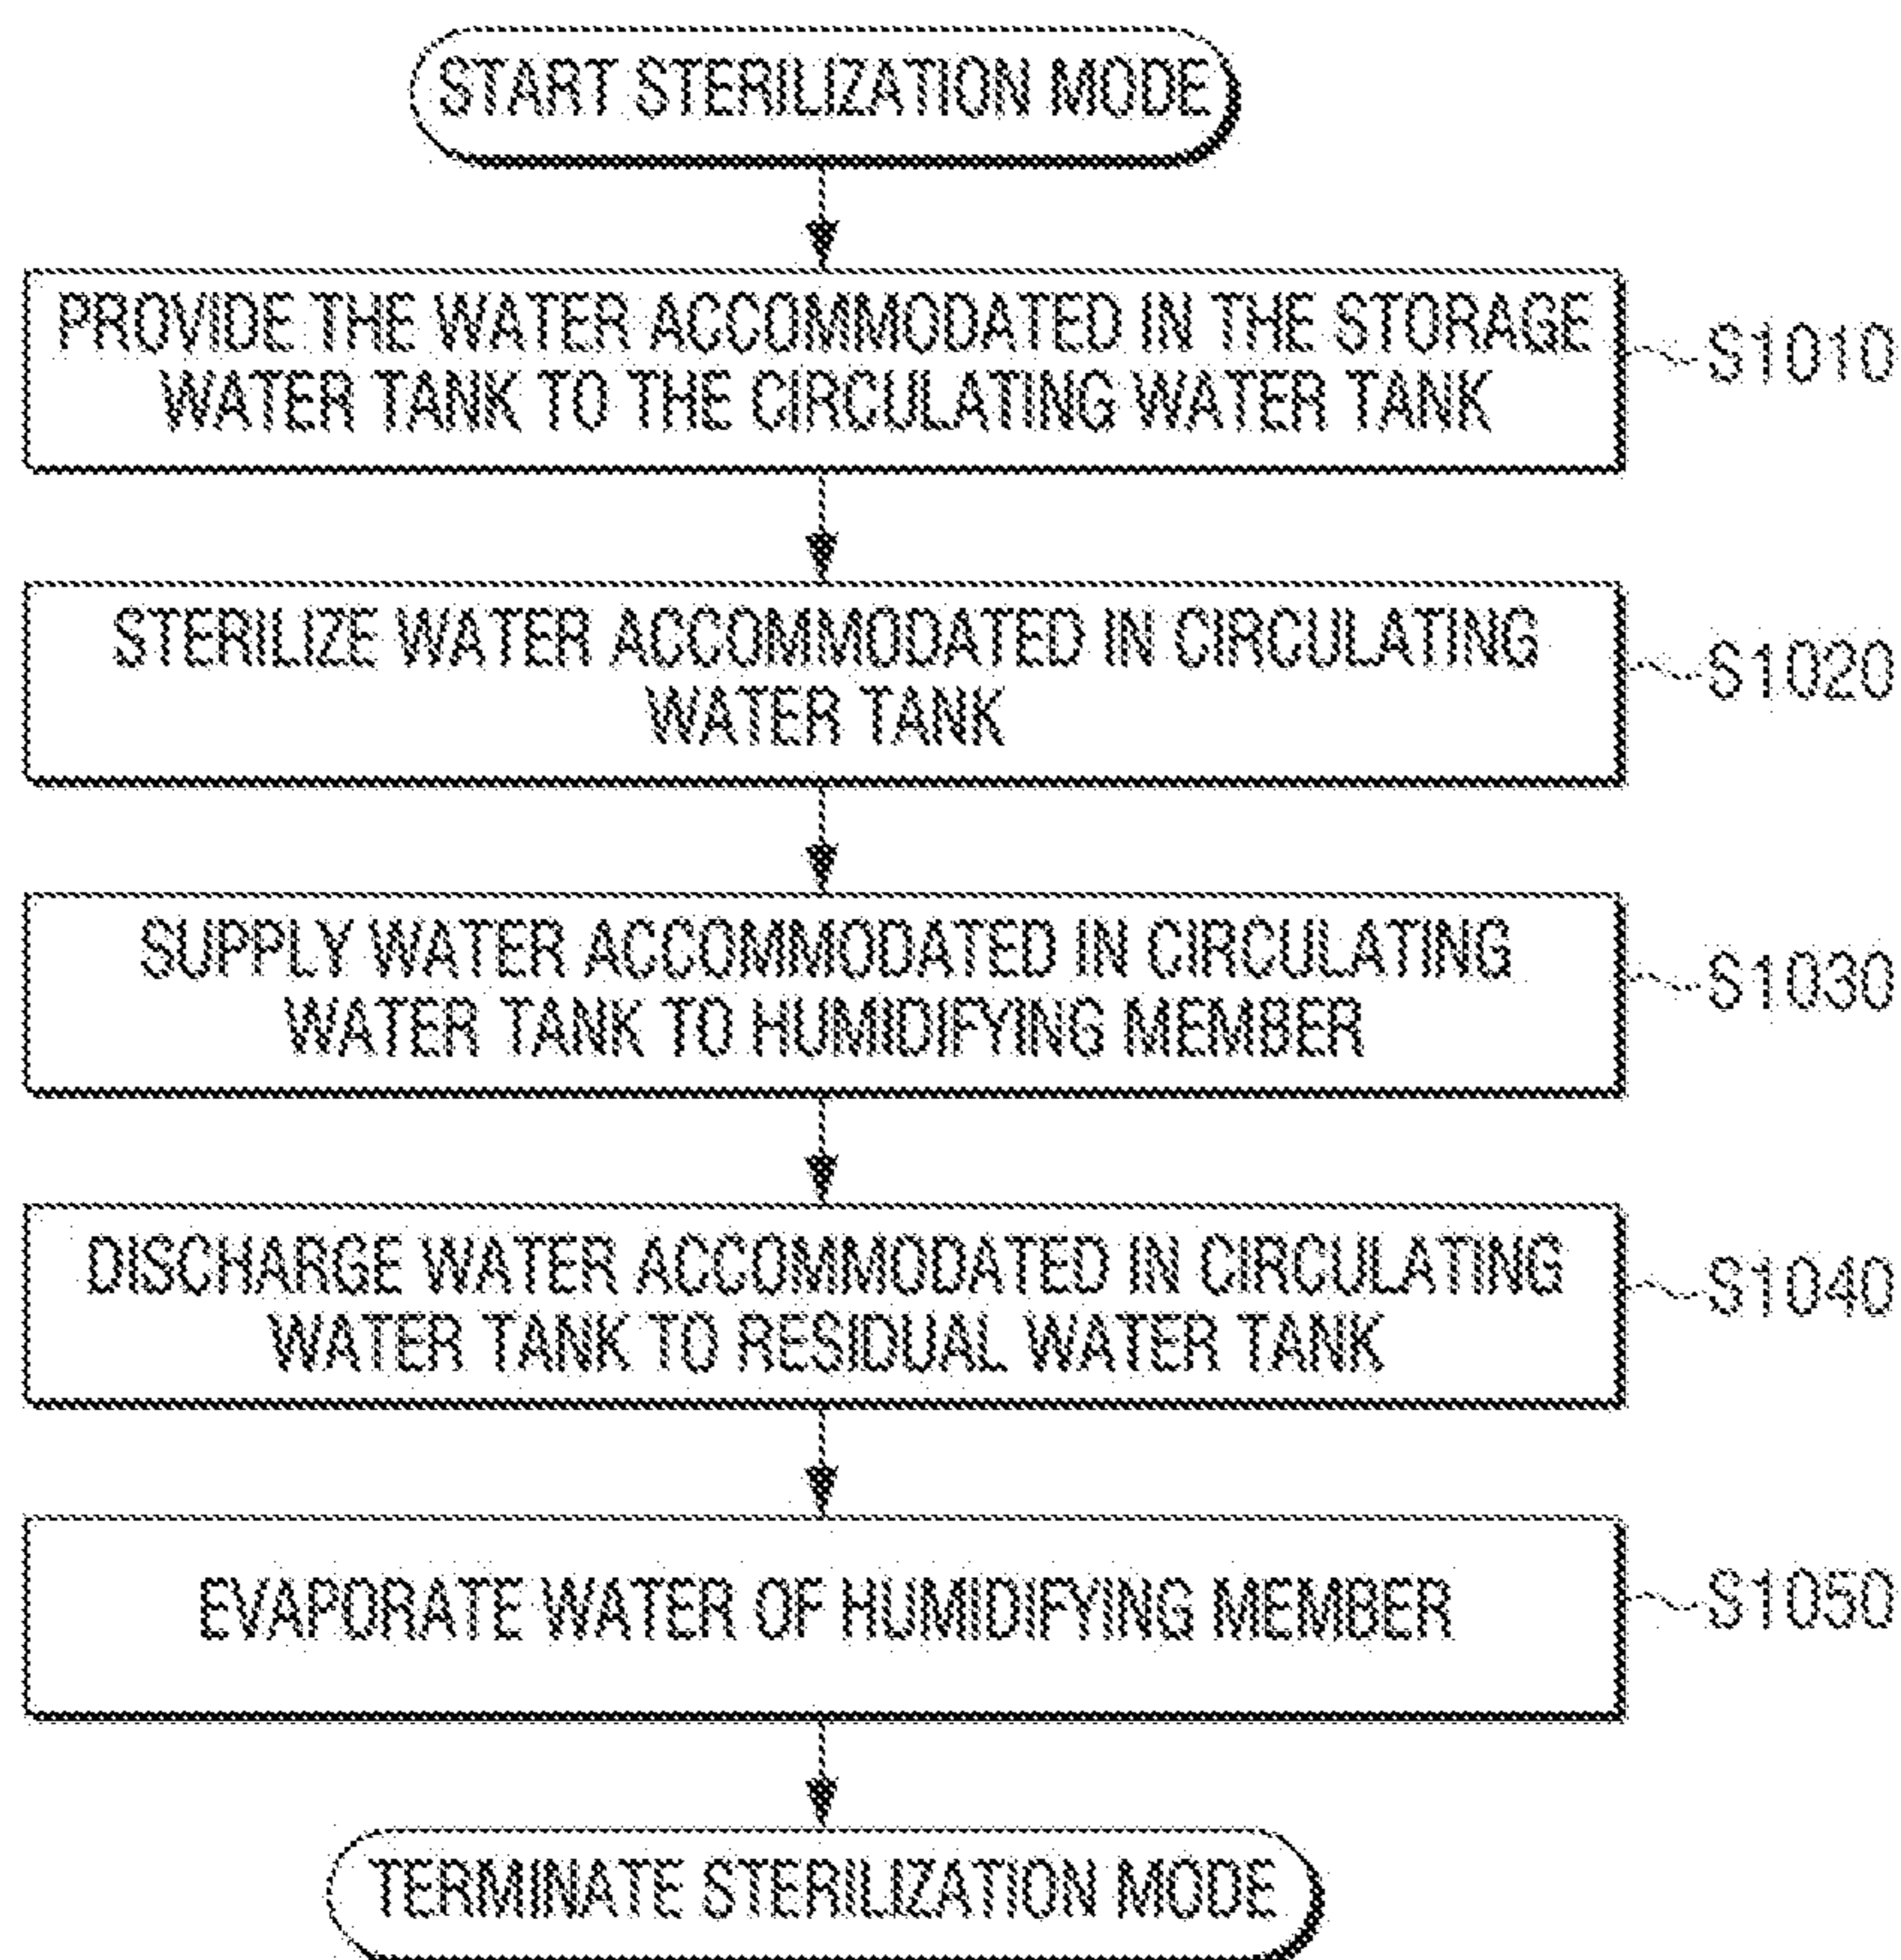 START STERILIZATION MODE
PROVIDE THE WATER ACCOMMODATED IN THE STORAGE
WATER TANK TO THE CIRCULATING WATER TANK
S1010
STERILIZE WATER ACCOMMODATED IN CIRCULATING
WATER TANK
S1020
SUPPLY WATER ACCOMMODATED IN CIRCULATING
WATER TANK TO HUMIDIFYING MEMBER
S1030
DISCHARGE WATER ACCOMMODATED IN CIRCULATING
WATER TANK TO RESIDUAL WATER TANK
S1040
EVAPORATE WATER OF HUMIDIFYING MEMBER
S1050
TERMINATE STERILIZATION MODE